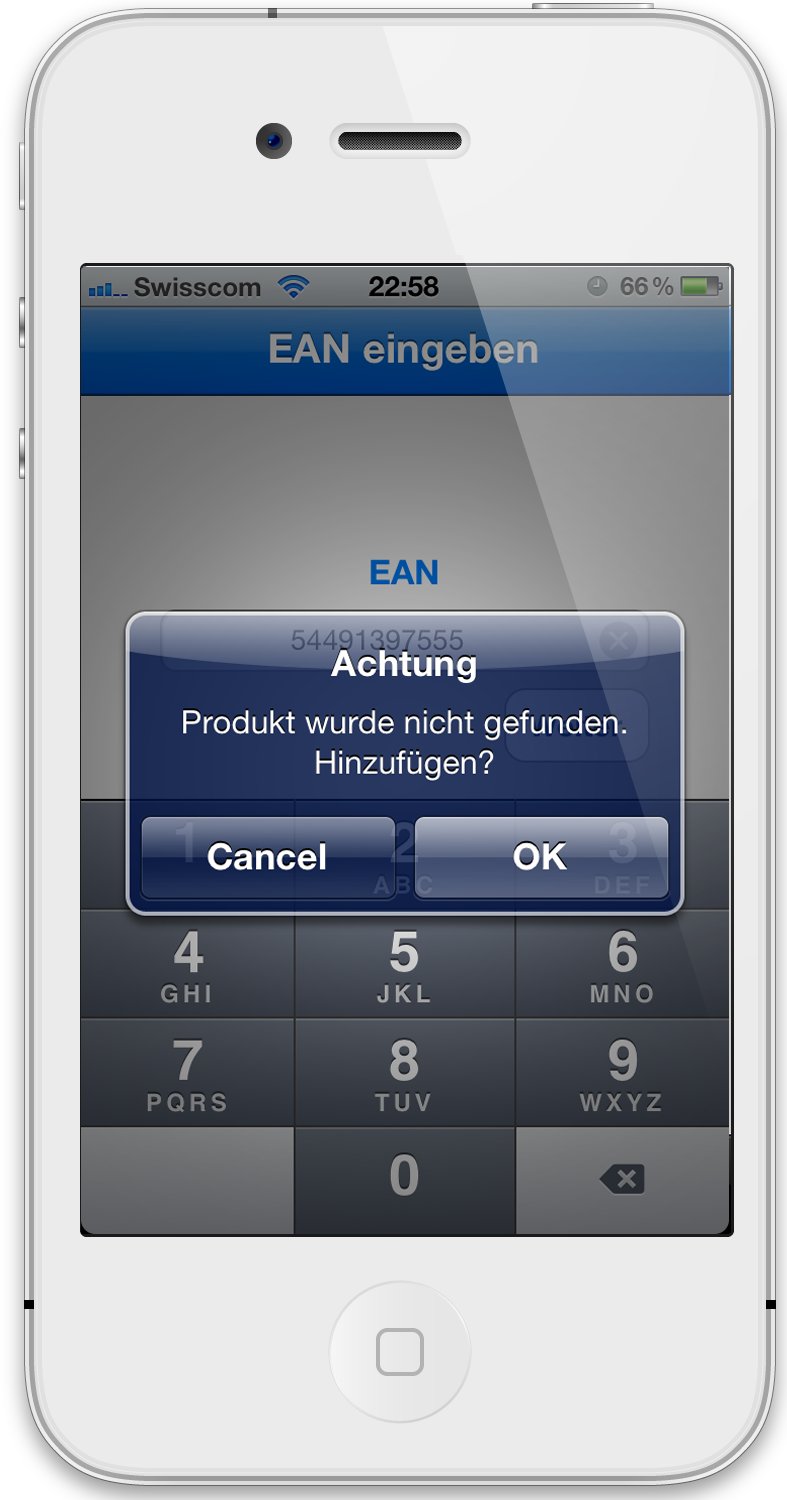 Swisscom 22:58 66 %
EAN eingeben
EAN
54491397555
Achtung
Produkt wurde nicht gefunden.
Hinzufügen?
Cancel OK
1 2 3
ABC DEF
4 5 6
GHI JKL MNO
7 8 9
PQRS TUV WXYZ
0